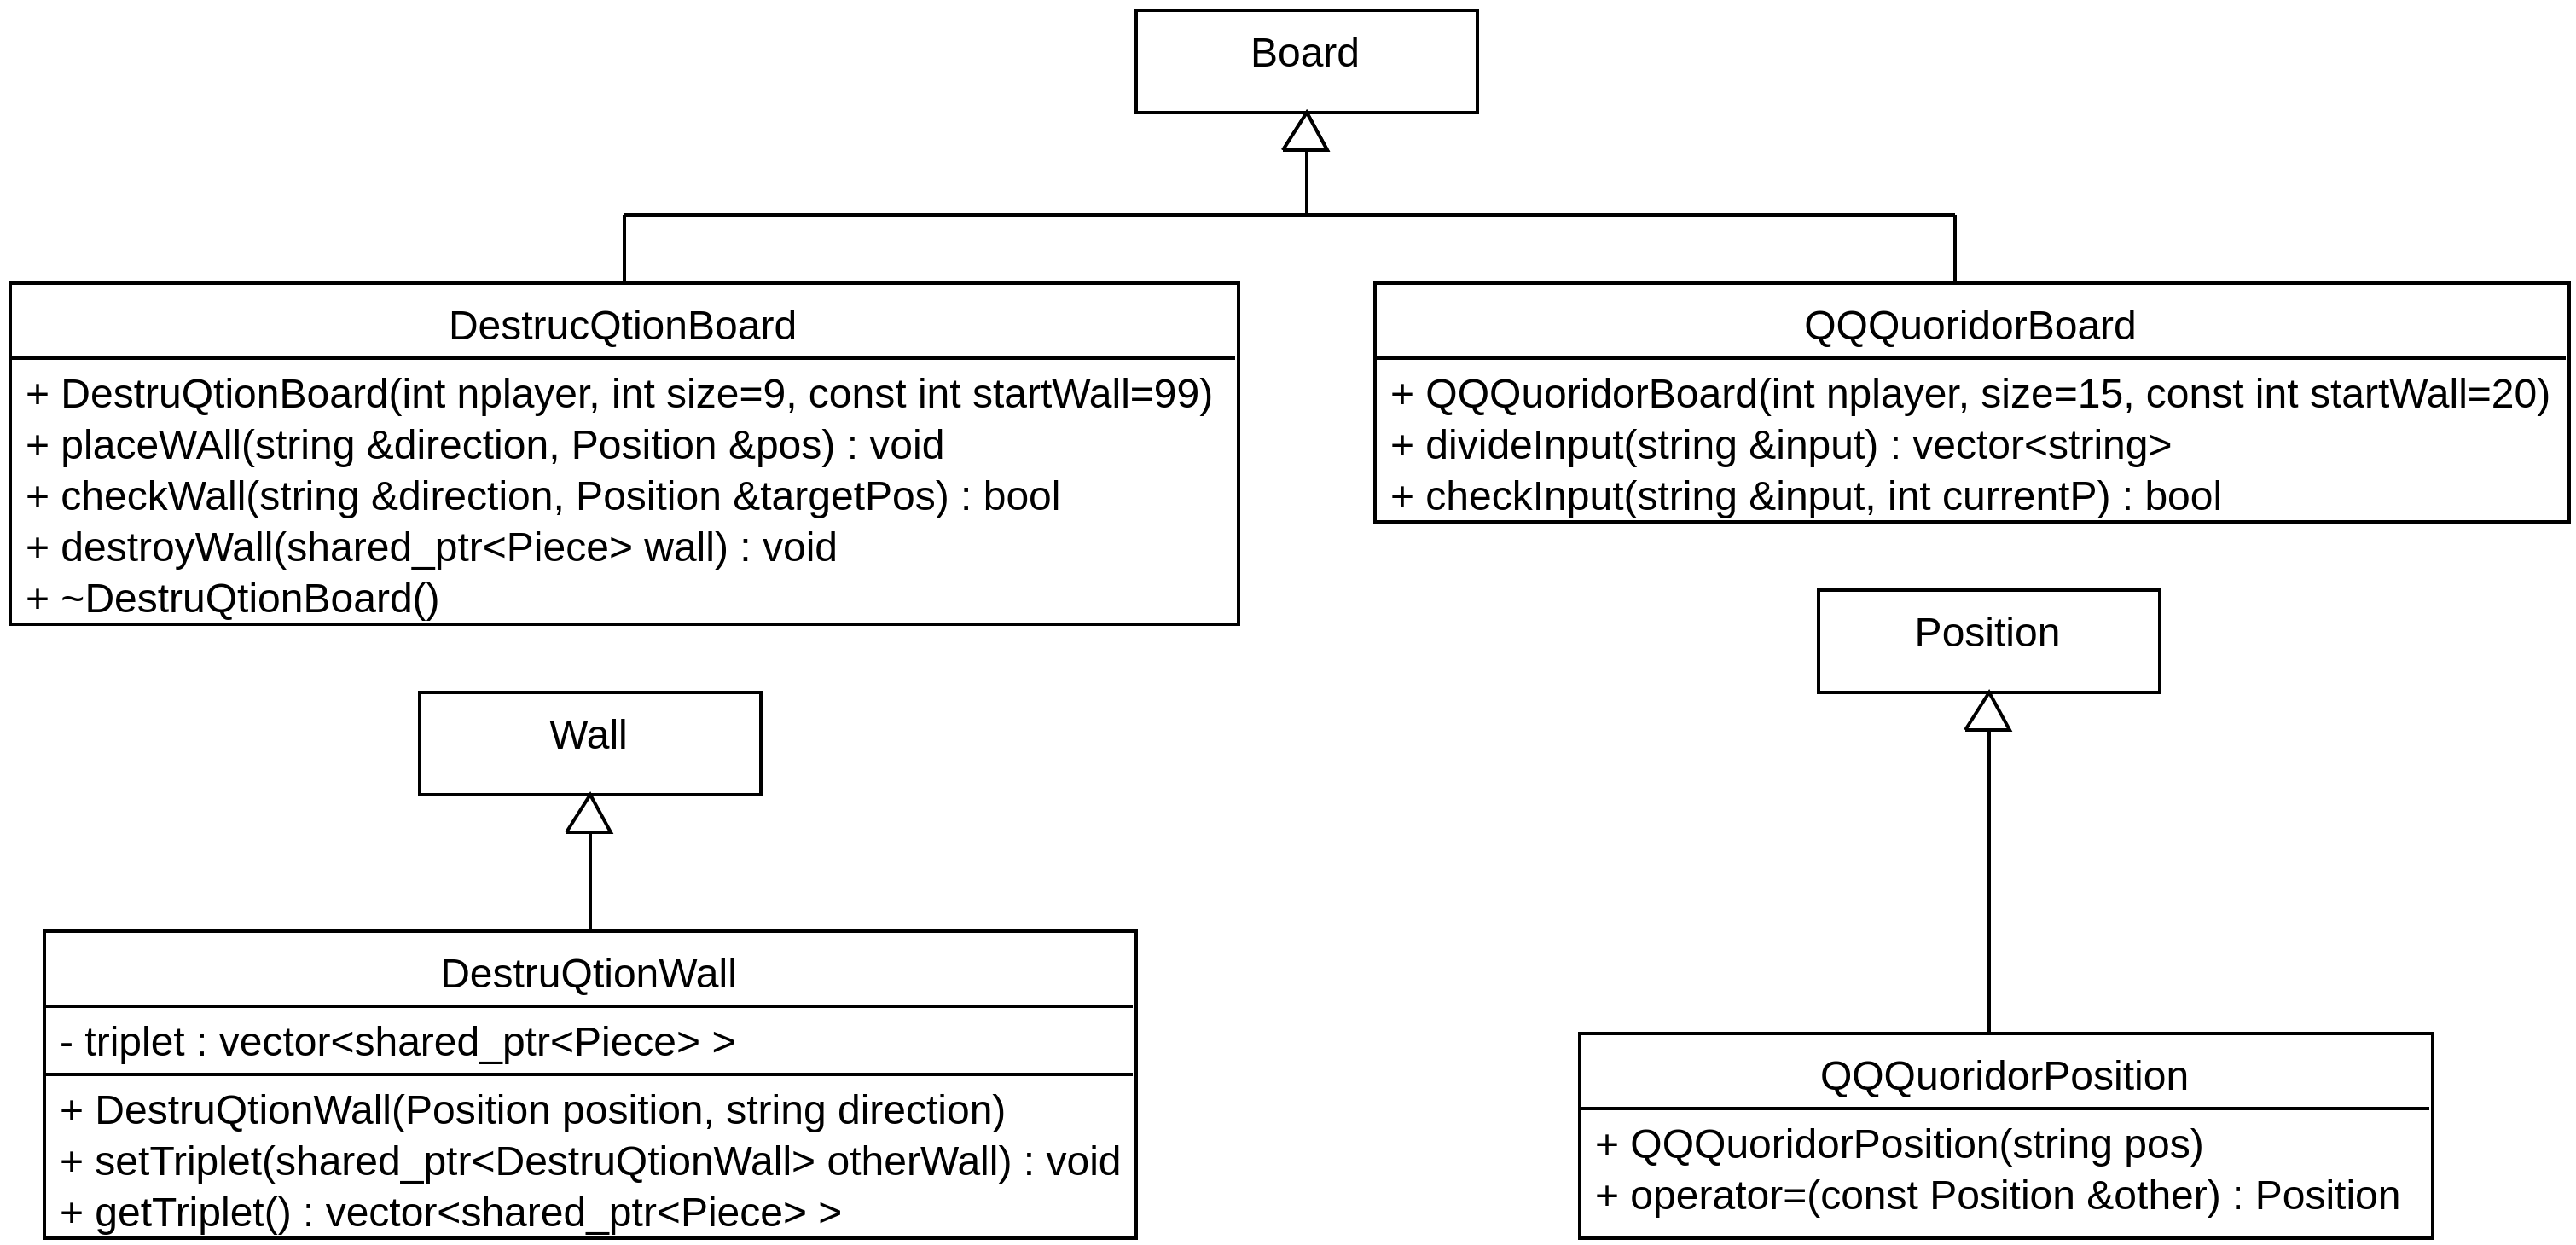 Board
DestrucQtionBoard
+ DestruQtionBoard(int nplayer, int size=9, const int startWall=99)
+ placeWAll(string &direction, Position &pos) : void
+ checkWall(string &direction, Position &targetPos) : bool
+ destroyWall(shared_ptr<Piece> wall) : void
+ ~DestruQtionBoard()
QQQuoridorBoard
+ QQQuoridorBoard(int nplayer, size=15, const int startWall=20)
+ divideInput(string &input) : vector<string>
+ checkInput(string &input, int currentP) : bool
Position
Wall
DestruQtionWall
- triplet : vector<shared_ptr<Piece> >
+ DestruQtionWall(Position position, string direction)
+ setTriplet(shared_ptr<DestruQtionWall> otherWall) : void
+ getTriplet() : vector<shared_ptr<Piece> >
QQQuoridorPosition
+ QQQuoridorPosition(string pos)
+ operator=(const Position &other) : Position